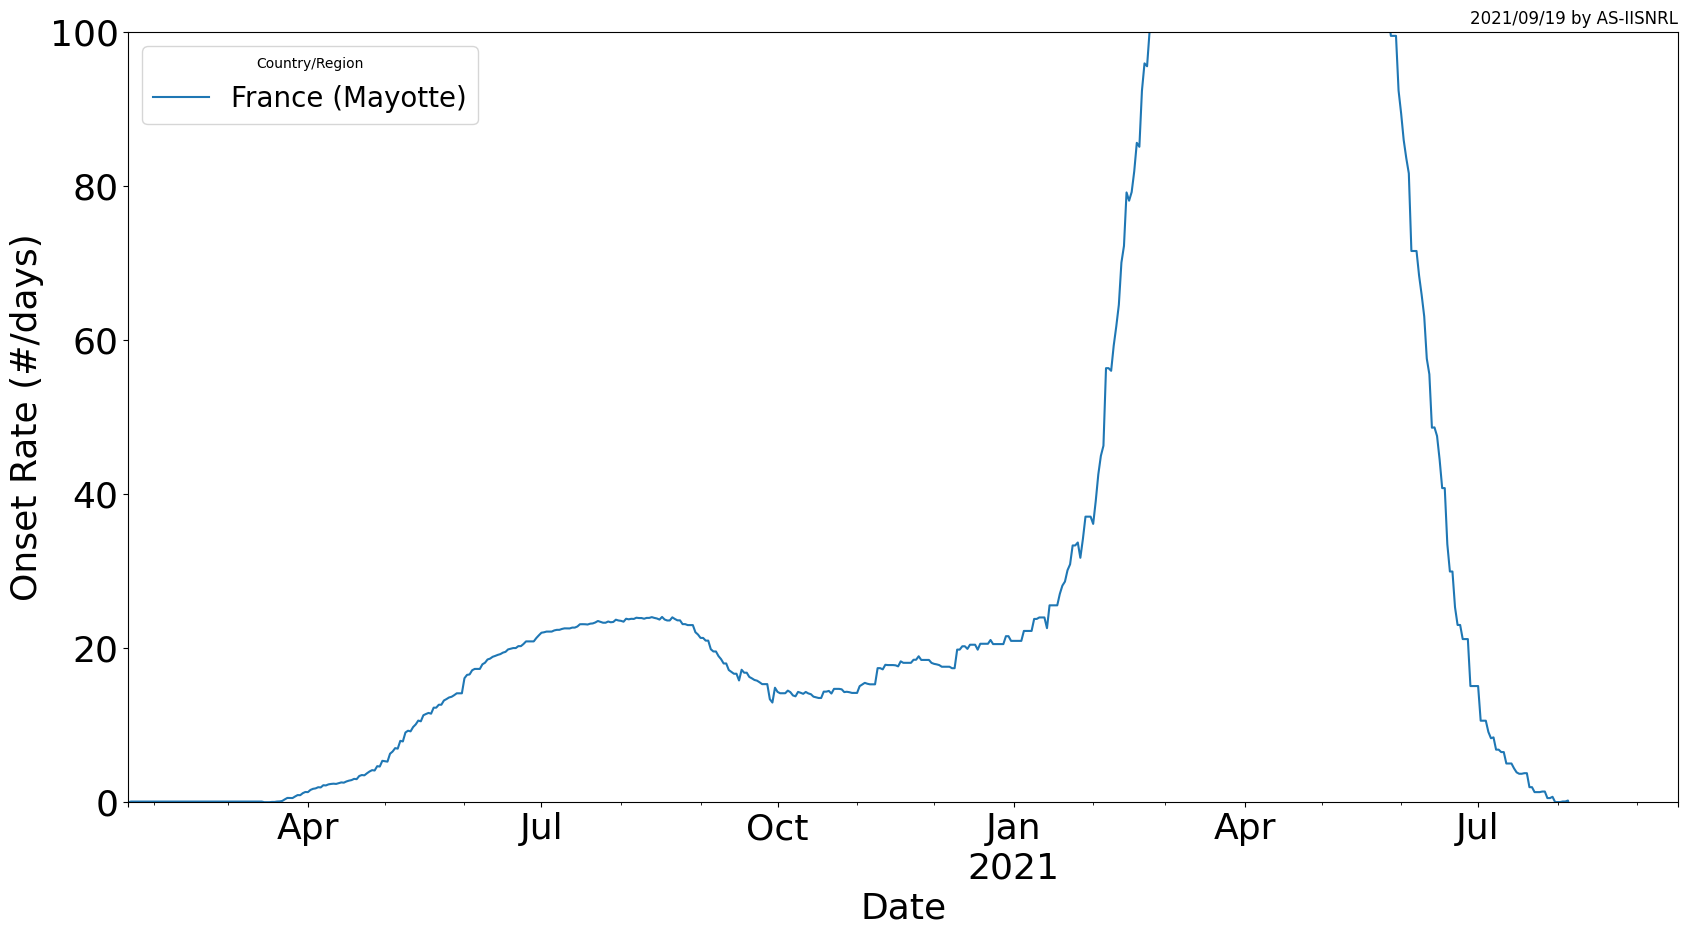 2021/09/19 by AS-IISNRL
100
80
60
40
20
0
Onset Rate (#/days)
Country/Region
France (Mayotte)
Apr
Jul
Oct
Jan
2021
Apr
Jul
Date